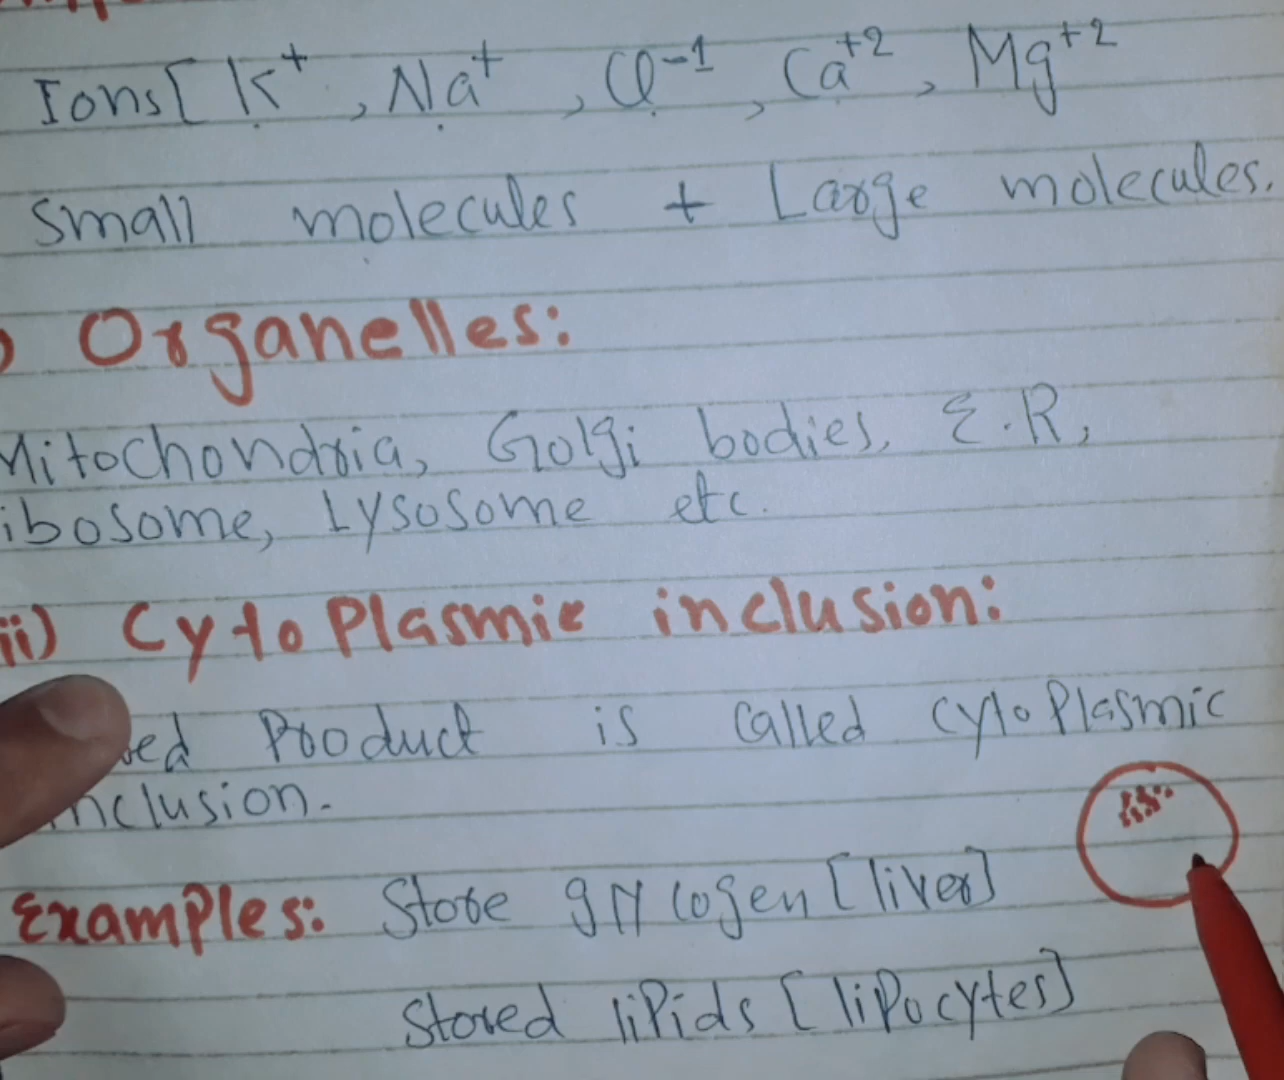 Ions [ K+, Na+, Cl-1, Ca+2, Mg+2
Small molecules + Large molecules.
Organelles:
Mitochondria, Golgi bodies, E.R,
ibosome, Lysosome etc.
ii) Cytoplasmic inclusion:
Product is called Cytoplasmic
nclusion.
Examples: Store glycogen [liver]
Stored lipids [lipocytes]